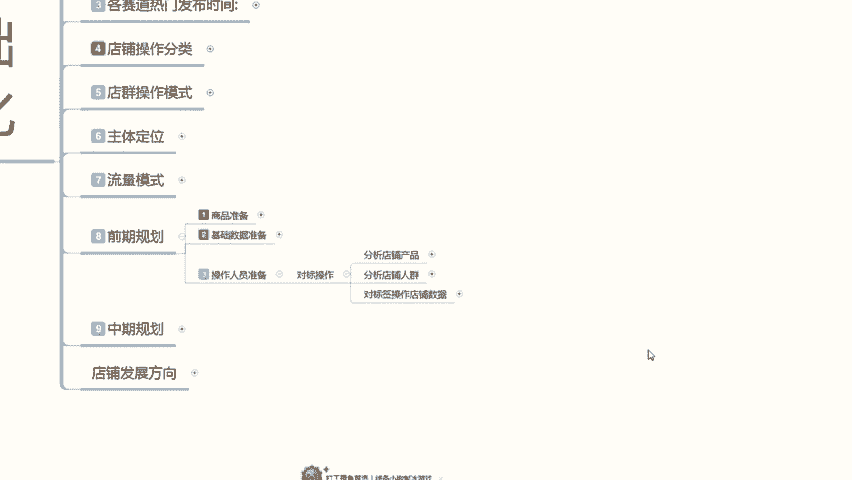 3 各赛道热门发布时间:
4 店铺操作分类
5 店群操作模式
6 主体定位
7 流量模式
8 前期规划
1 商品准备
2 基础数据准备
3 操作人员准备
对标操作
分析店铺产品
分析店铺人群
对标签操作店铺数据
9 中期规划
店铺发展方向